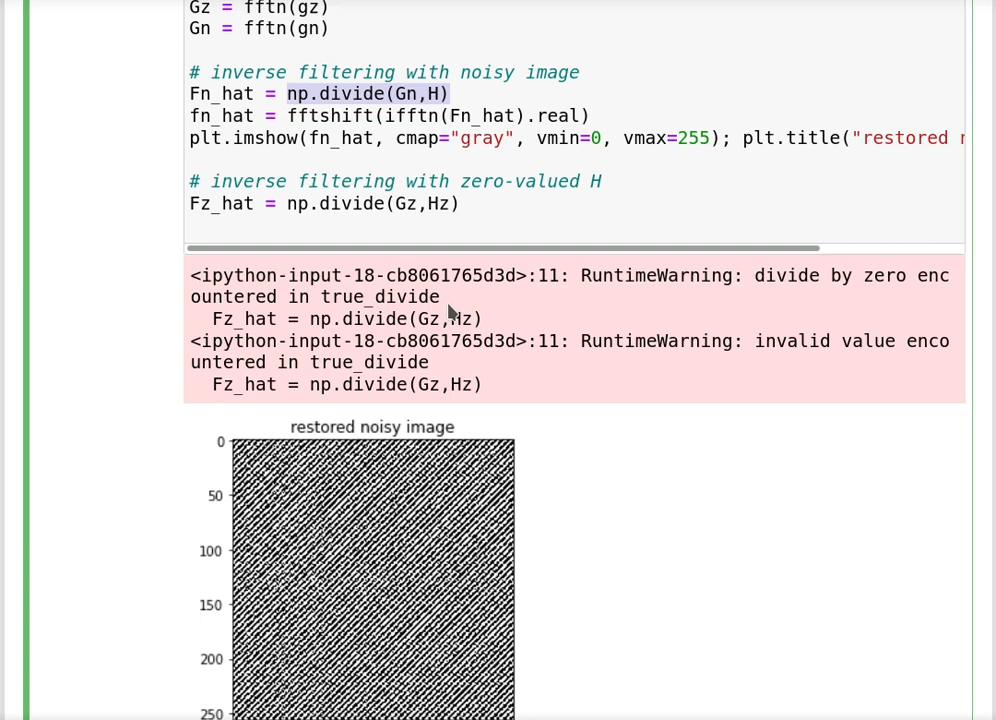 Gz = fftn(gz)
Gn = fftn(gn)
# inverse filtering with noisy image
Fn_hat = np.divide(Gn,H)
fn_hat = fftshift(ifftn(Fn_hat).real)
plt.imshow(fn_hat, cmap="gray", vmin=0, vmax=255); plt.title("restored
# inverse filtering with zero-valued H
Fz_hat = np.divide(Gz,Hz)
<ipython-input-18-cb8061765d3d>:11: RuntimeWarning: divide by zero enc
ountered in true_divide
Fz_hat = np.divide(Gz,Hz)
<ipython-input-18-cb8061765d3d>:11: RuntimeWarning: invalid value enco
untered in true_divide
Fz_hat = np.divide(Gz,Hz)
restored noisy image
0
50
100
150
200
250